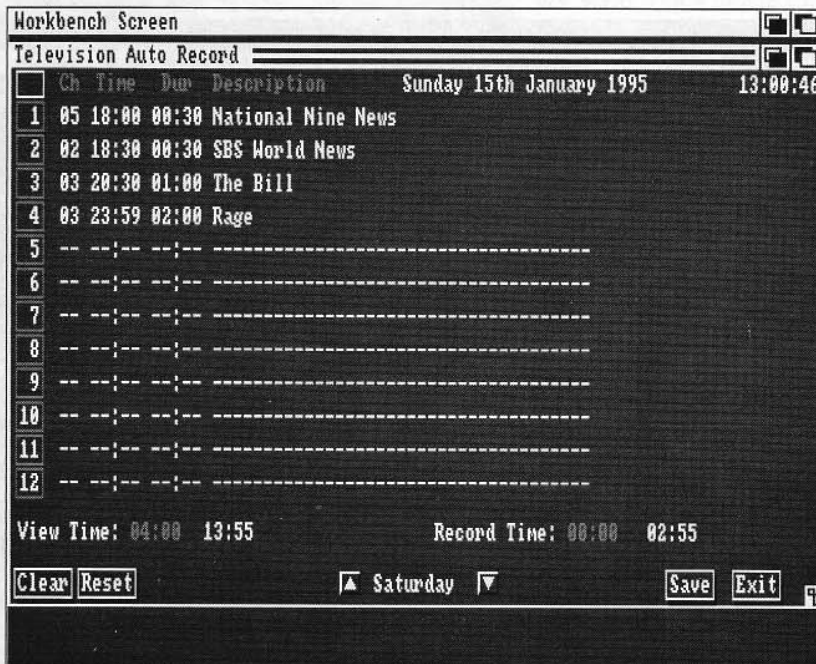 Workbench Screen
Television Auto Record
Ch Time Dur Description Sunday 15th January 1995 13:00:46
1 05 18:00 00:30 National Nine News
2 02 18:30 00:30 SBS World News
3 03 20:30 01:00 The Bill
4 03 23:59 02:00 Rage
5 -- --:-- --:-- -------------------------------------
6 -- --:-- --:-- -------------------------------------
7 -- --:-- --:-- -------------------------------------
8 -- --:-- --:-- -------------------------------------
9 -- --:-- --:-- -------------------------------------
10 -- --:-- --:-- -------------------------------------
11 -- --:-- --:-- -------------------------------------
12 -- --:-- --:-- -------------------------------------
View Time: 04:00 13:55 Record Time: 00:00 02:55
Clear Reset Saturday Save Exit